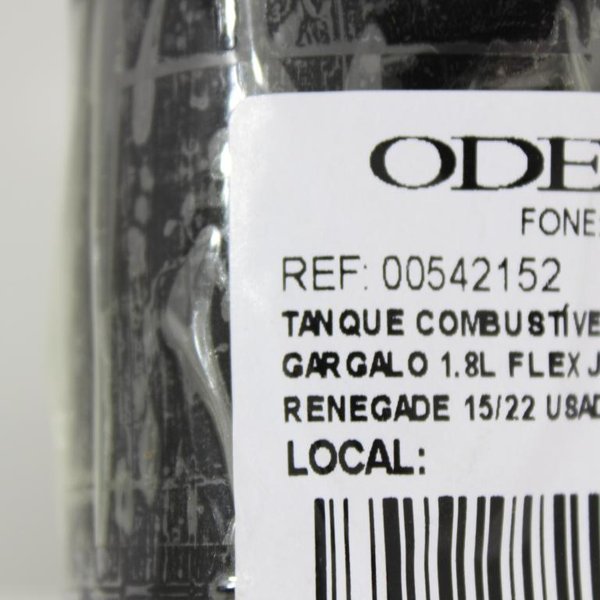 ODE
FONE:
REF: 00542152
TANQUE COMBUSTÍVE
GARGALO 1.8L FLEX J
RENEGADE 15/22 USAD
LOCAL: